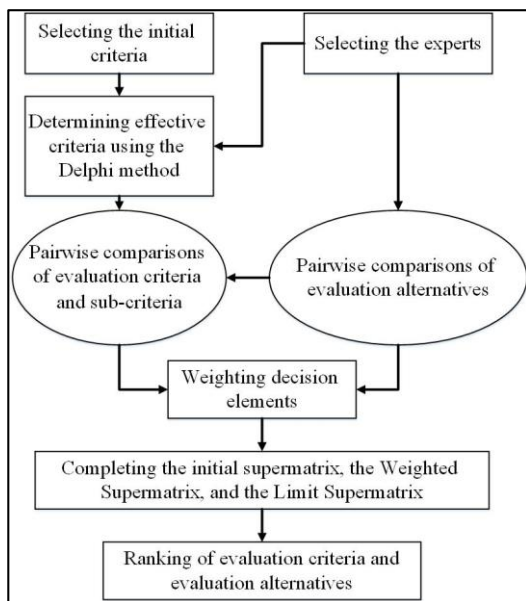 Selecting the initial
criteria
Selecting the experts
Determining effective
criteria using the
Delphi method
Pairwise comparisons
of evaluation criteria
and sub-criteria
Pairwise comparisons of
evaluation alternatives
Weighting decision
elements
Completing the initial supermatrix, the Weighted
Supermatrix, and the Limit Supermatrix
Ranking of evaluation criteria and
evaluation alternatives